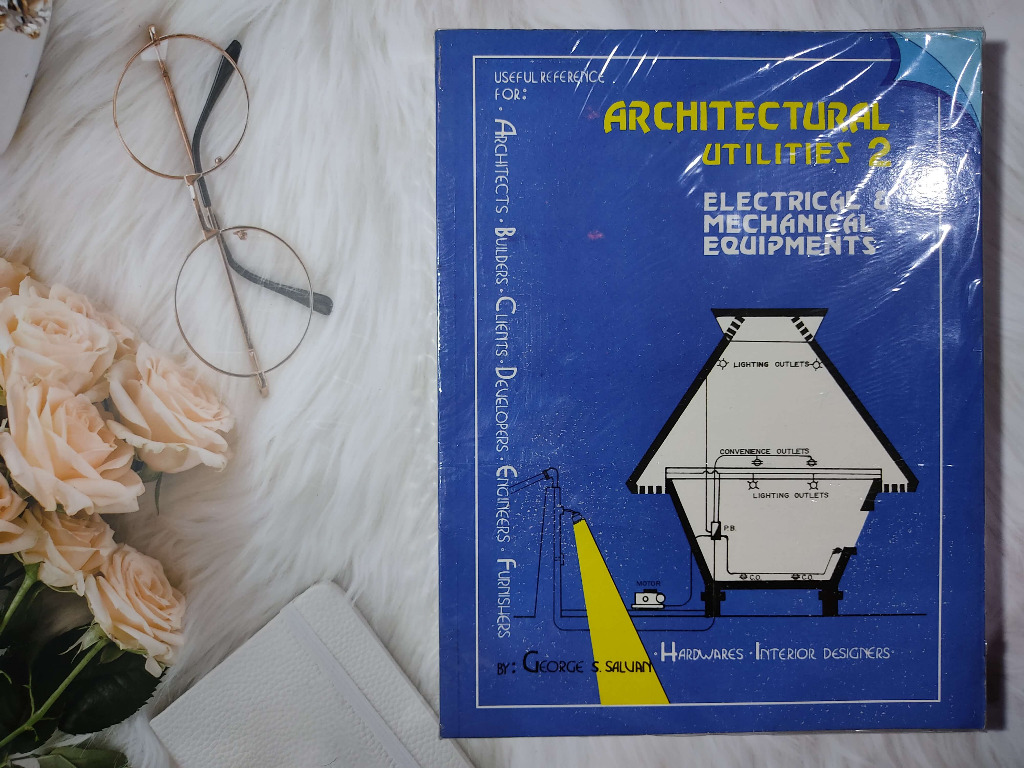 USEFUL REFERENCE
FOR:
· ARCHITECTS · BUILDERS · CLIENTS · DEVELOPERS · ENGINEERS · FURNISHERS
· HARDWARES · INTERIOR DESIGNERS ·
ARCHITECTURAL
UTILITIES 2
ELECTRICAL &
MECHANICAL
EQUIPMENTS
LIGHTING OUTLETS
CONVENIENCE OUTLETS
LIGHTING OUTLETS
P.B.
C.O.
C.O.
MOTOR
BY: GEORGE S. SALVAN